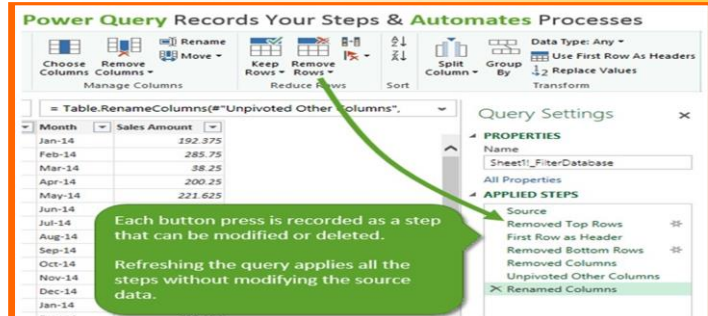 Power Query Records Your Steps & Automates Processes
Choose Columns
Remove Columns
Rename
Move
Manage Columns
Keep Rows
Remove Rows
Reduce Rows
Sort
Split Column
Group By
Data Type: Any
Use First Row As Headers
Replace Values
Transform
= Table.RenameColumns(#"Unpivoted Other Columns",
Month Sales Amount
Jan-14 192.375
Feb-14 285.75
Mar-14 38.25
Apr-14 200.25
May-14 221.625
Jun-14
Jul-14
Aug-14
Sep-14
Oct-14
Nov-14
Dec-14
Jan-14
Each button press is recorded as a step
that can be modified or deleted.
Refreshing the query applies all the
steps without modifying the source
data.
Query Settings
PROPERTIES
Name
Sheet1!_FilterDatabase
All Properties
APPLIED STEPS
Source
Removed Top Rows
First Row as Header
Removed Bottom Rows
Removed Columns
Unpivoted Other Columns
Renamed Columns